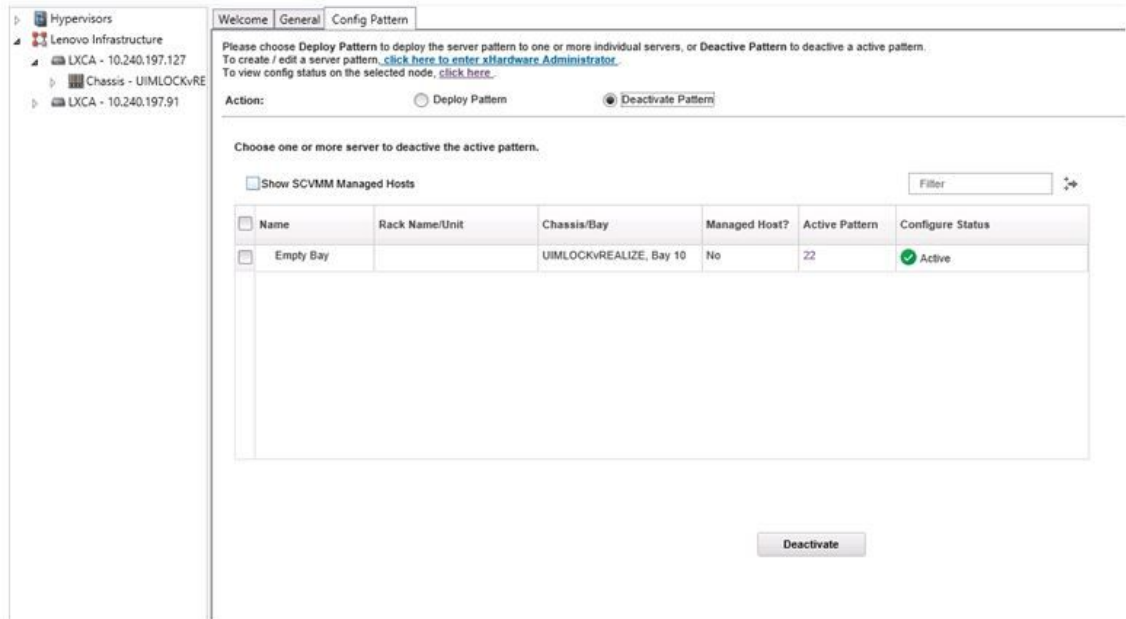 Hypervisors
Lenovo Infrastructure
LXCA - 10.240.197.127
Chassis - UIMLOCKvRE
LXCA - 10.240.197.91
Welcome General Config Pattern
Please choose Deploy Pattern to deploy the server pattern to one or more individual servers, or Deactive Pattern to deactive a active pattern.
To create / edit a server pattern, click here to enter xHardware Administrator .
To view config status on the selected node, click here .
Action: Deploy Pattern Deactivate Pattern
Choose one or more server to deactive the active pattern.
Show SCVMM Managed Hosts Filter
Name Rack Name/Unit Chassis/Bay Managed Host? Active Pattern Configure Status
Empty Bay UIMLOCKvREALIZE, Bay 10 No 22 Active
Deactivate